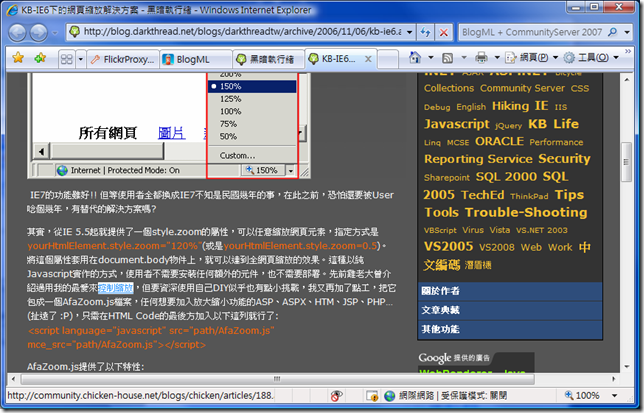 KB-IE6下的網頁縮放解決方案 - 黑暗執行緒 - Windows Internet Explorer
http://blog.darkthread.net/blogs/darkthreadtw/archive/2006/11/06/kb-ie6.a
BlogML + CommunityServer 2007
FlickrProxy...
BlogML
黑暗執行緒
KB-IE6...
網頁(P)
工具(O)
200%
150%
125%
100%
75%
50%
Custom...
所有網頁 圖片
Internet | Protected Mode: On
150%
IE7的功能雖好!! 但等使用者全都換成IE7不知是民國幾年的事，在此之前，恐怕還要被User
唸個幾年，有替代的解決方案嗎?
其實，從IE 5.5起就提供了一個style.zoom的屬性，可以任意縮放網頁元素，指定方式是
yourHtmlElement.style.zoom="120%"(或是yourHtmlElement.style.zoom=0.5)。
將這個屬性套用在document.body物件上，就可以達到全網頁縮放的效果。這種以純
Javascript實作的方式，使用者不需要安裝任何額外的元件，也不需要部署。先前藤老大曾介
紹過用我的最愛來控制縮放，但要資深使用自己DIY似乎也有點小挑戰，我又再加了點工，把它
包成一個AfaZoom.js檔案，任何想要加入放大縮小功能的ASP、ASPX、HTM、JSP、PHP...
(扯遠了 :P)，只需在HTML Code的最後方加入以下這列就行了:
<script language="javascript" src="path/AfaZoom.js"
mce_src="path/AfaZoom.js"></script>
AfaZoom.js提供了以下特性:
INET AJAX ASP.NET Bicycle
Collections Community Server CSS
Debug English Hiking IE IIS
Javascript jQuery KB Life
Linq MCSE ORACLE Performance
Reporting Service Security
Sharepoint SQL 2000 SQL
2005 TechEd ThinkPad Tips
Tools Trouble-Shooting
VBScript Virus Vista VS.NET 2003
VS2005 VS2008 Web Work 中
文編碼 潛盾機
關於作者
文章典藏
其他功能
Google 提供的廣告
http://community.chicken-house.net/blogs/chicken/articles/188.
網際網路 | 受保護模式: 關閉
100%